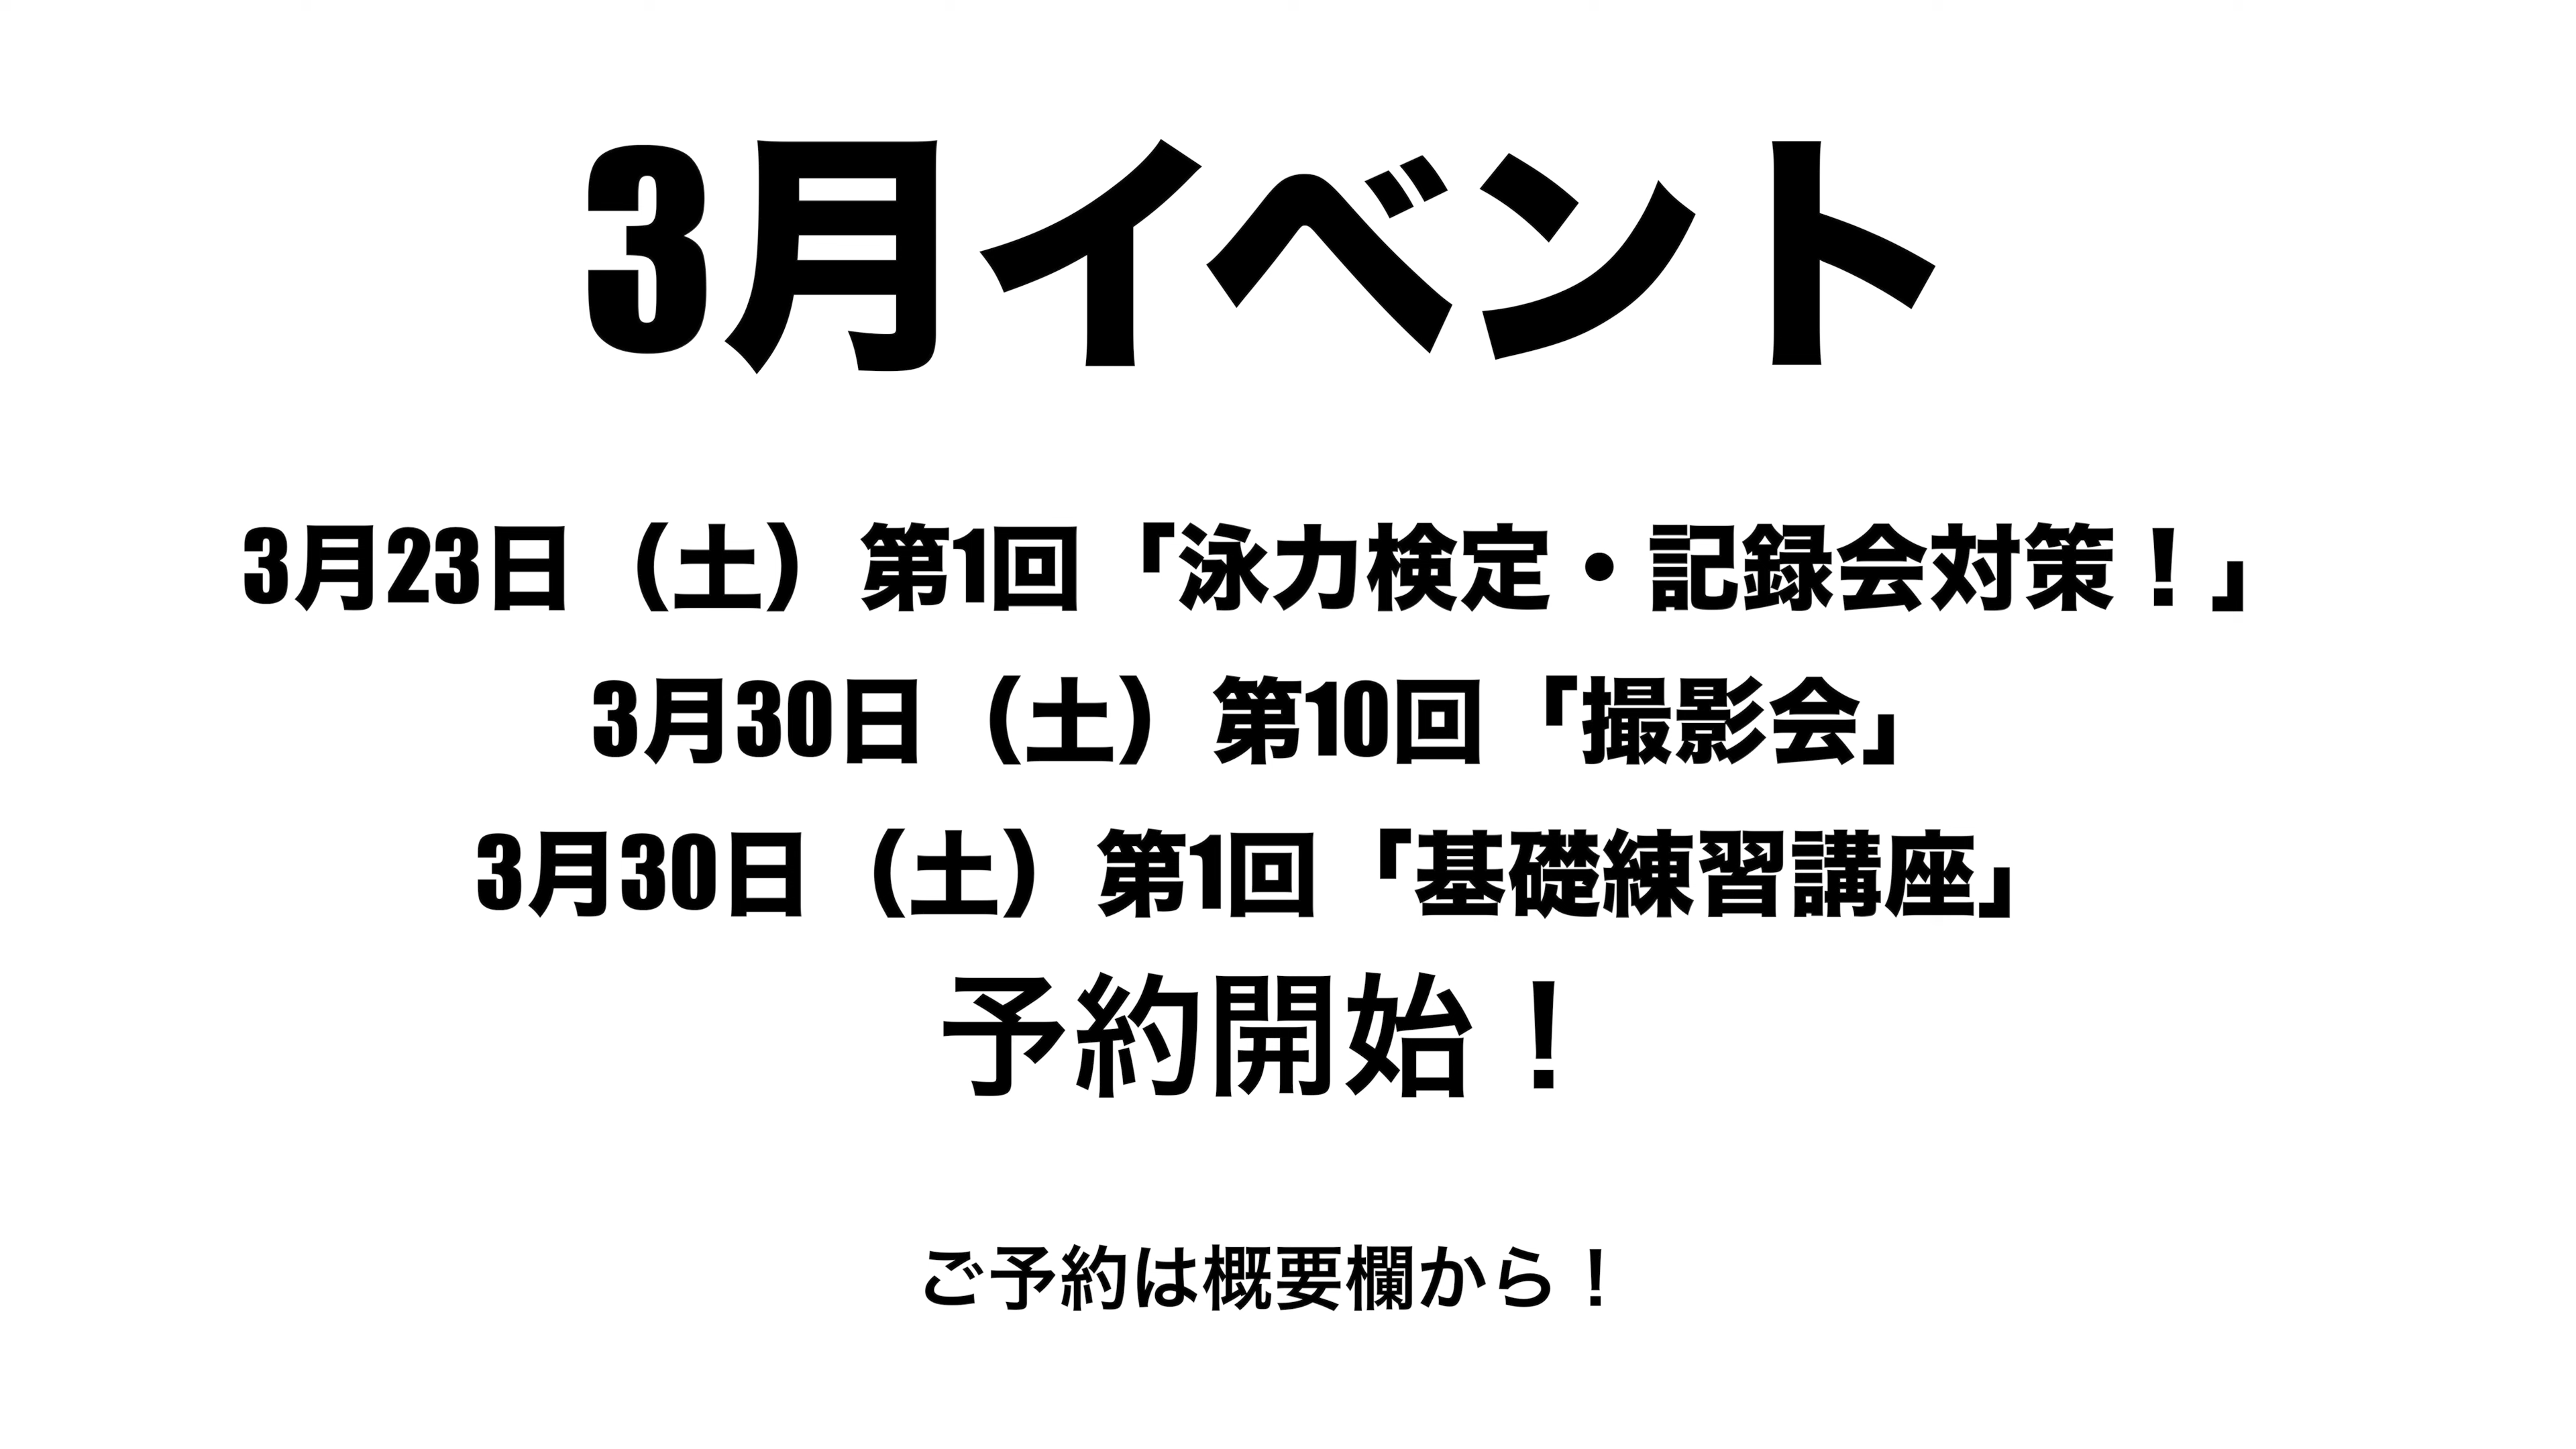 3月イベント
3月23日（土）第1回「泳力検定・記録会対策！」
3月30日（土）第10回「撮影会」
3月30日（土）第1回「基礎練習講座」
予約開始！
ご予約は概要欄から！